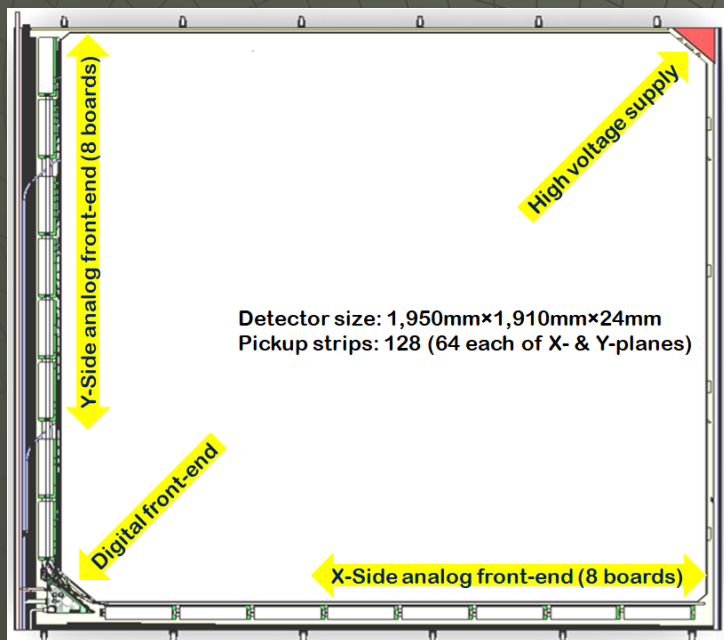 High voltage supply
Y-Side analog front-end (8 boards)
Detector size: 1,950mm×1,910mm×24mm
Pickup strips: 128 (64 each of X- & Y-planes)
Digital front-end
X-Side analog front-end (8 boards)